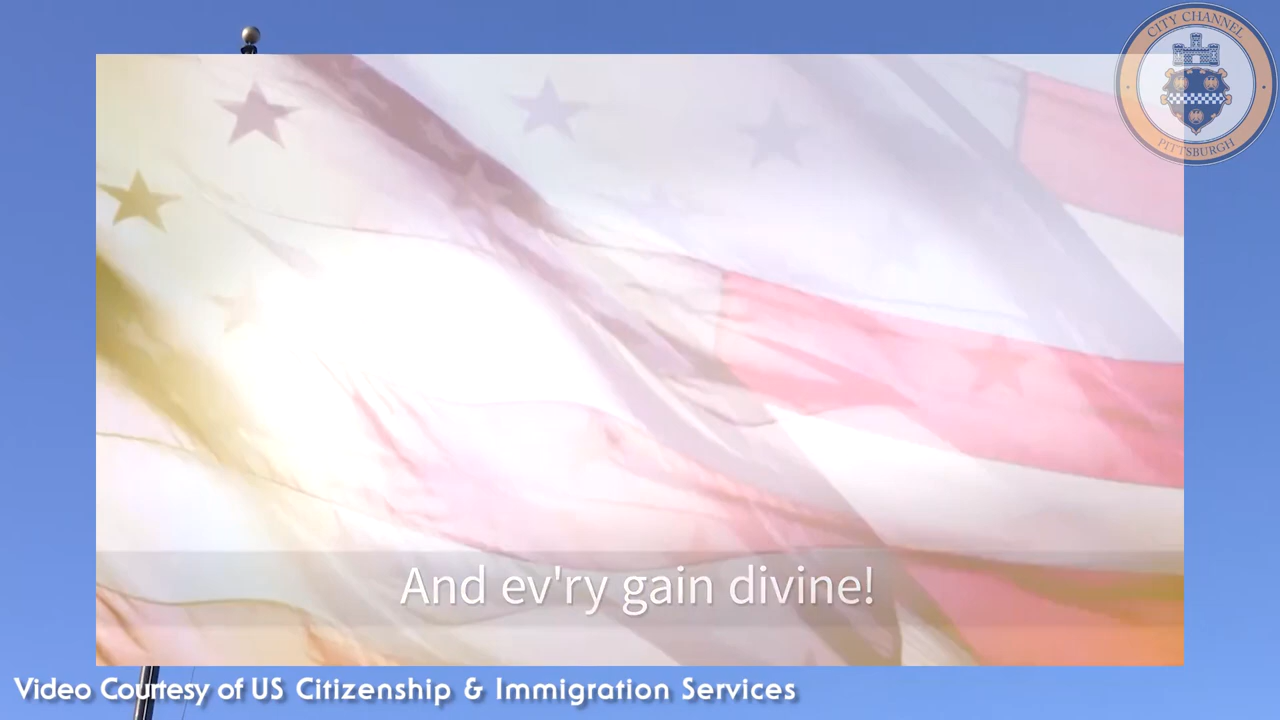 CITY CHANNEL
PITTSBURGH
And ev'ry gain divine!
Video Courtesy of US Citizenship & Immigration Services